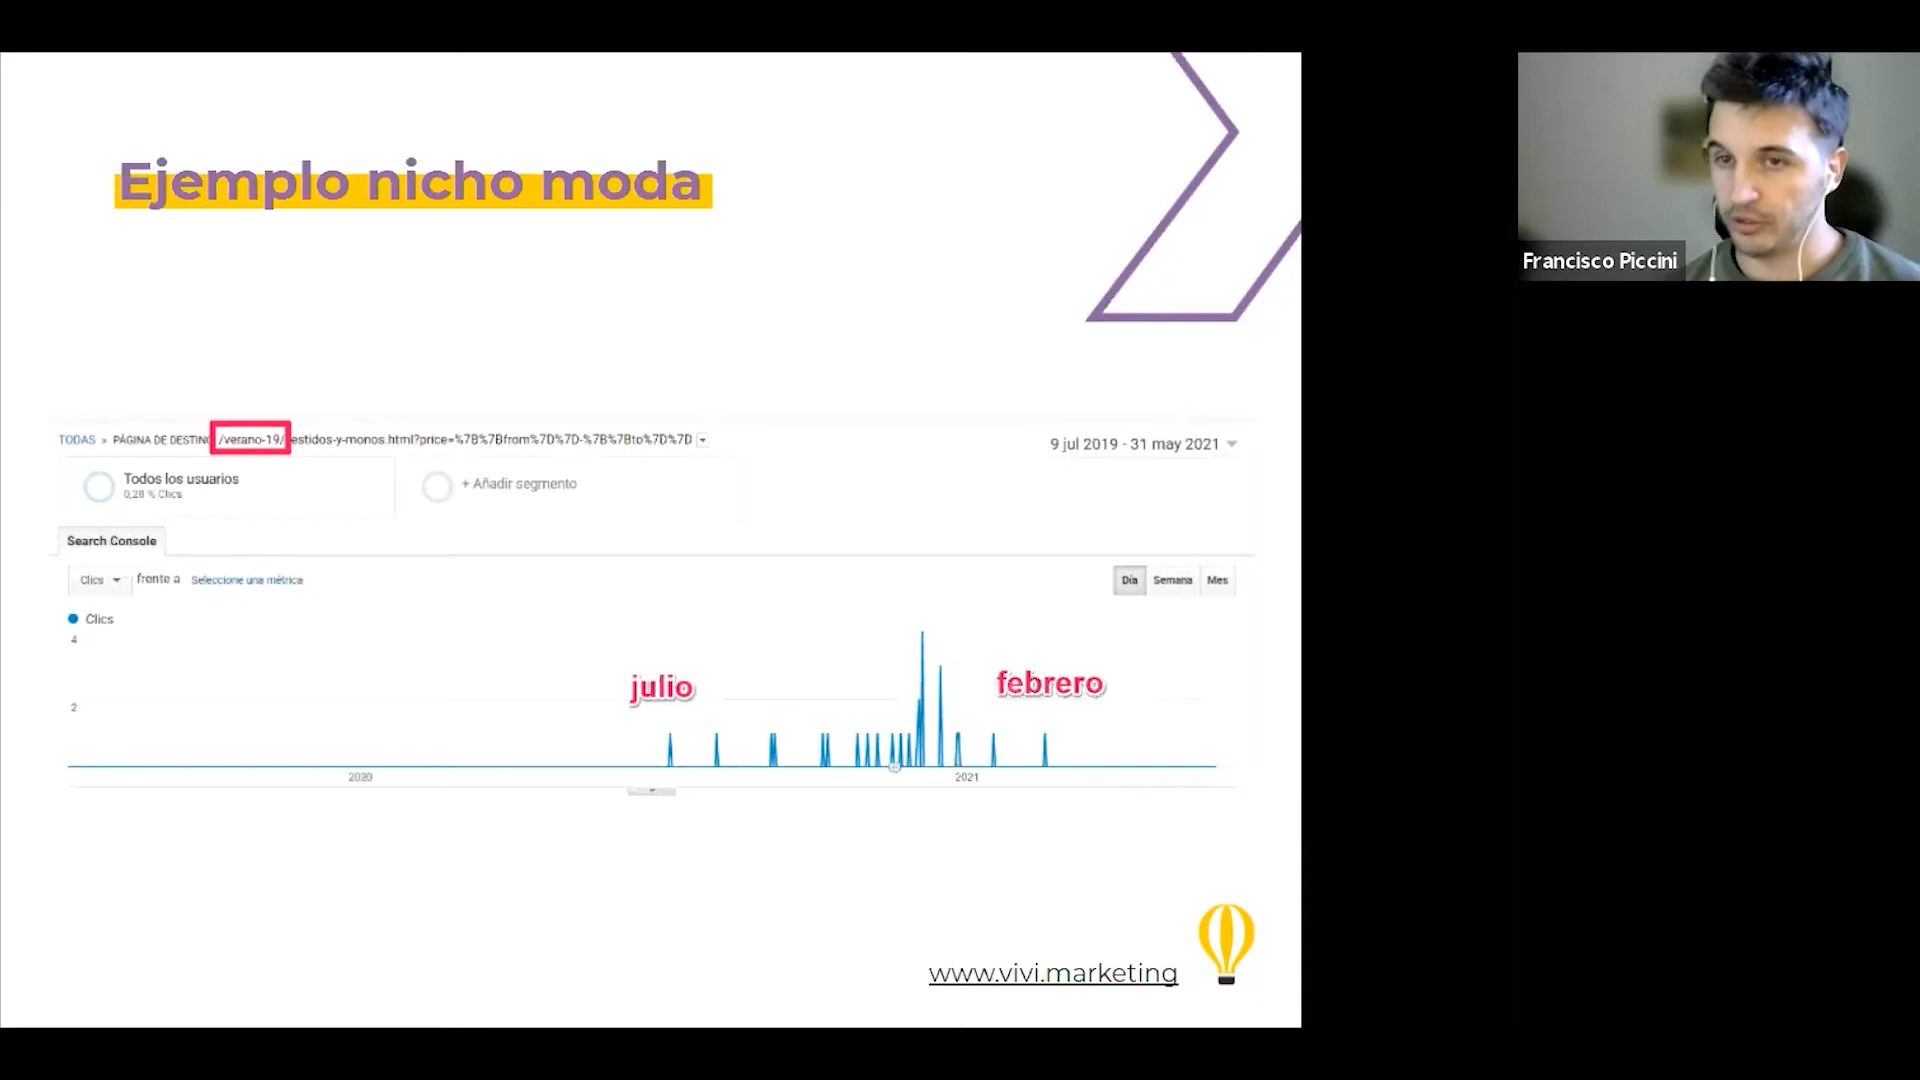 Ejemplo nicho moda
Francisco Piccini
TODAS » PÁGINA DE DESTINO /verano-19/ estidos-y-monos.html?price=%7B%7Bfrom%7D%7D-%7B%7Bto%7D%7D
9 jul 2019 - 31 may 2021
Todos los usuarios
0,28 % Clics
+ Añadir segmento
Search Console
Clics frente a Seleccione una métrica
Día Semana Mes
Clics
4
julio
febrero
2
2020
2021
www.vivi.marketing